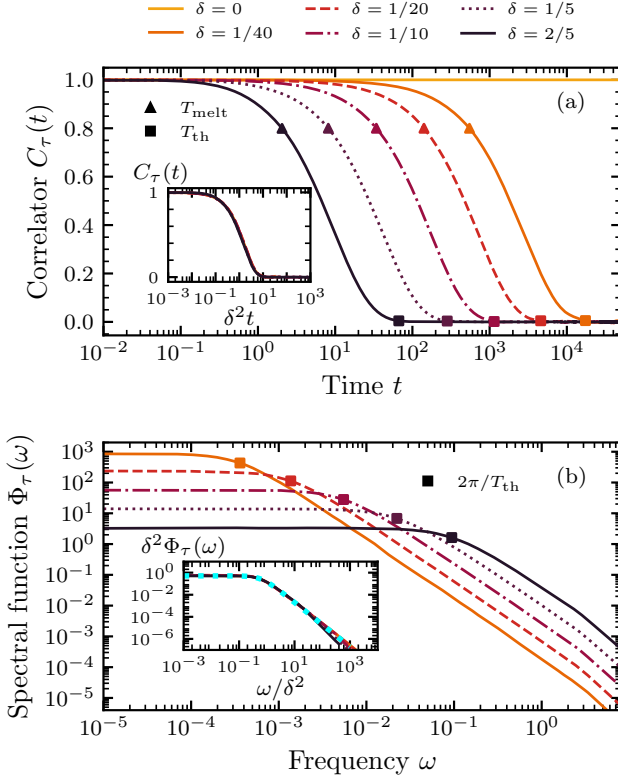 δ = 0 δ = 1/20 δ = 1/5
δ = 1/40 δ = 1/10 δ = 2/5
Correlator C_τ(t)
1.0
0.8
0.6
0.4
0.2
0.0
(a)
T_melt
T_th
C_τ(t)
1
0
10^−3 10^−1 10^1 10^3
δ^2t
10^−2 10^−1 10^0 10^1 10^2 10^3 10^4
Time t
Spectral function Φ_τ(ω)
10^3
10^2
10^1
10^0
10^−1
10^−2
10^−3
10^−4
10^−5
(b)
2π/T_th
δ^2Φ_τ(ω)
10^0
10^−2
10^−4
10^−6
10^−3 10^−1 10^1 10^3
ω/δ^2
10^−5 10^−4 10^−3 10^−2 10^−1 10^0
Frequency ω